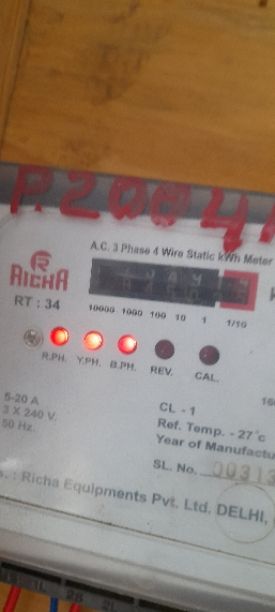 P.2004
A.C. 3 Phase 4 Wire Static kWh Meter
R
RICHA
RT : 34
10000 1000 100 10 1 1/10
R.PH. Y.PH. B.PH. REV. CAL.
5-20 A
3 X 240 V.
50 Hz.
CL - 1
Ref. Temp. - 27°c
Year of Manufactu
SL. No. 00313
s. : Richa Equipments Pvt. Ltd. DELHI,